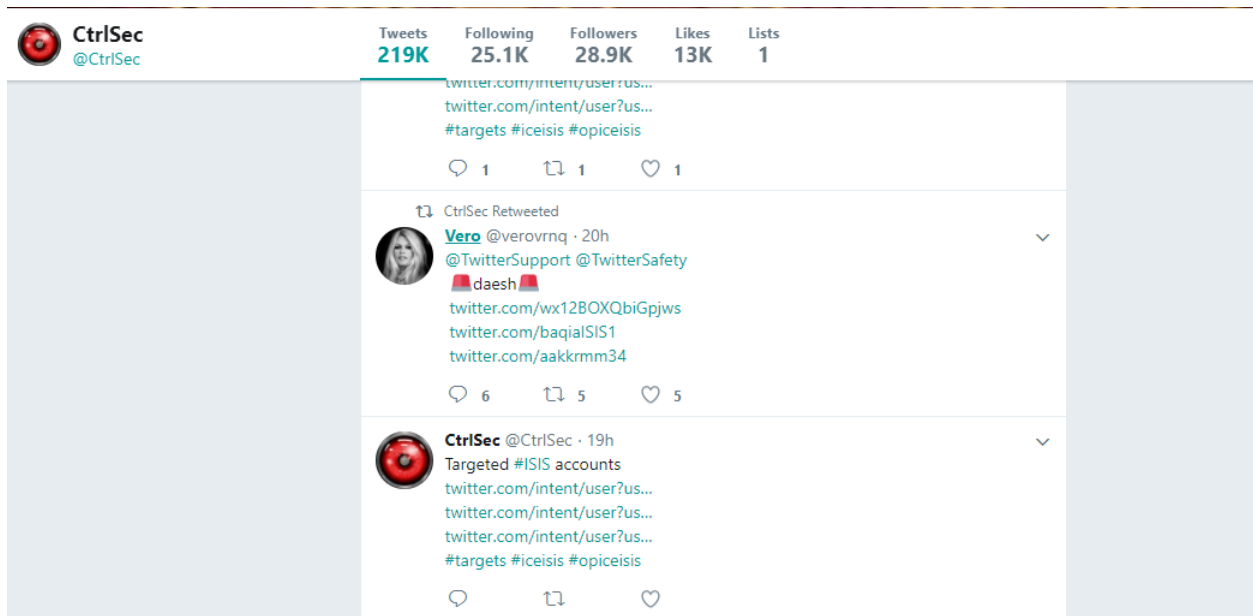 CtrlSec
@CtrlSec
Tweets
219K
Following
25.1K
Followers
28.9K
Likes
13K
Lists
1
twitter.com/intent/user?us...
twitter.com/intent/user?us...
#targets #iceisis #opiceisis
1 1 1
CtrlSec Retweeted
Vero @verovrnq · 20h
@TwitterSupport @TwitterSafety
🚨daesh🚨
twitter.com/wx12BOXQbiGpjws
twitter.com/baqiaISIS1
twitter.com/aakkrmm34
6 5 5
CtrlSec @CtrlSec · 19h
Targeted #ISIS accounts
twitter.com/intent/user?us...
twitter.com/intent/user?us...
twitter.com/intent/user?us...
#targets #iceisis #opiceisis